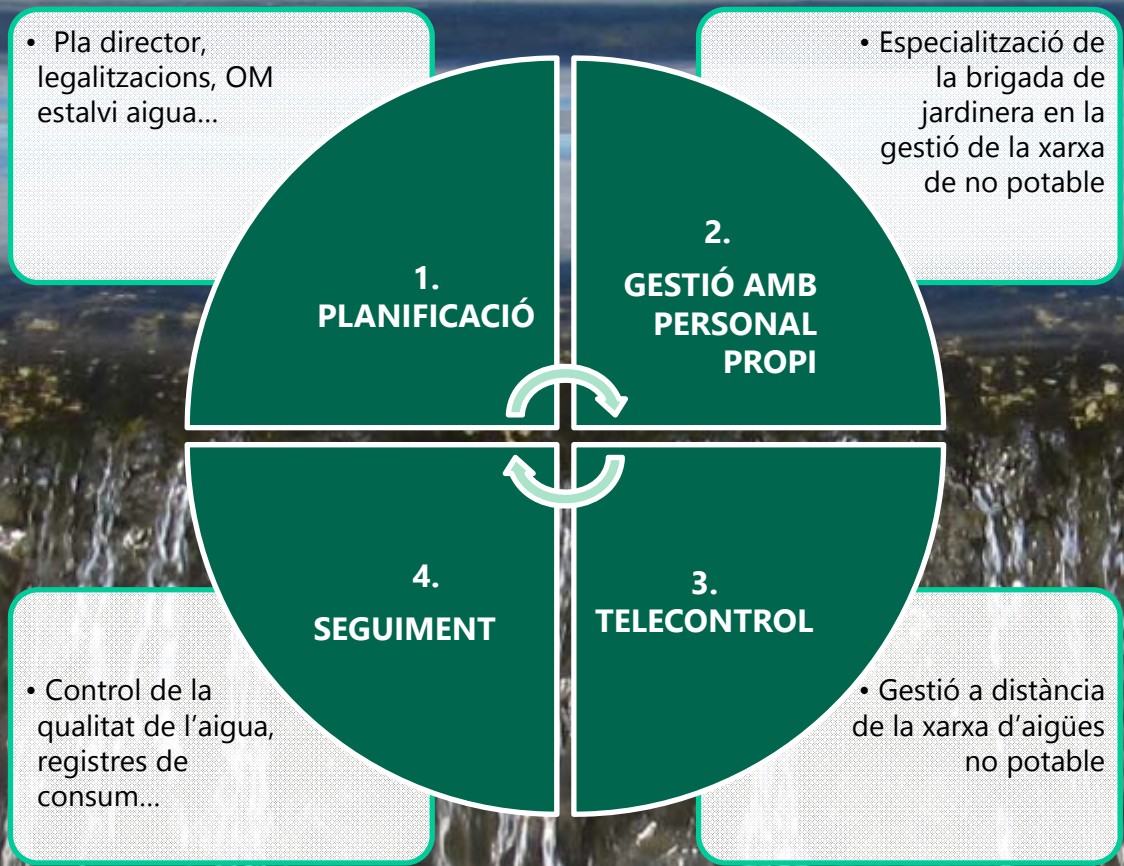 • Pla director,
legalitzacions, OM
estalvi aigua...
• Especialització de
la brigada de
jardinera en la
gestió de la xarxa
de no potable
1.
PLANIFICACIÓ
2.
GESTIÓ AMB
PERSONAL
PROPI
4.
SEGUIMENT
3.
TELECONTROL
• Control de la
qualitat de l’aigua,
registres de
consum...
• Gestió a distància
de la xarxa d’aigües
no potable